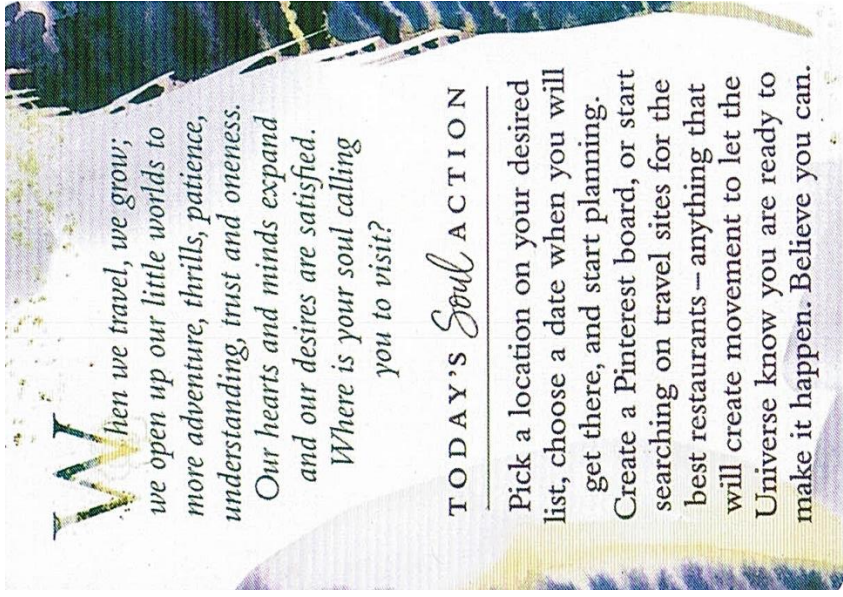 When we travel, we grow;
we open up our little worlds to
more adventure, thrills, patience,
understanding, trust and oneness.
Our hearts and minds expand
and our desires are satisfied.
Where is your soul calling
you to visit?
TODAY'S Soul ACTION
Pick a location on your desired
list, choose a date when you will
get there, and start planning.
Create a Pinterest board, or start
searching on travel sites for the
best restaurants – anything that
will create movement to let the
Universe know you are ready to
make it happen. Believe you can.